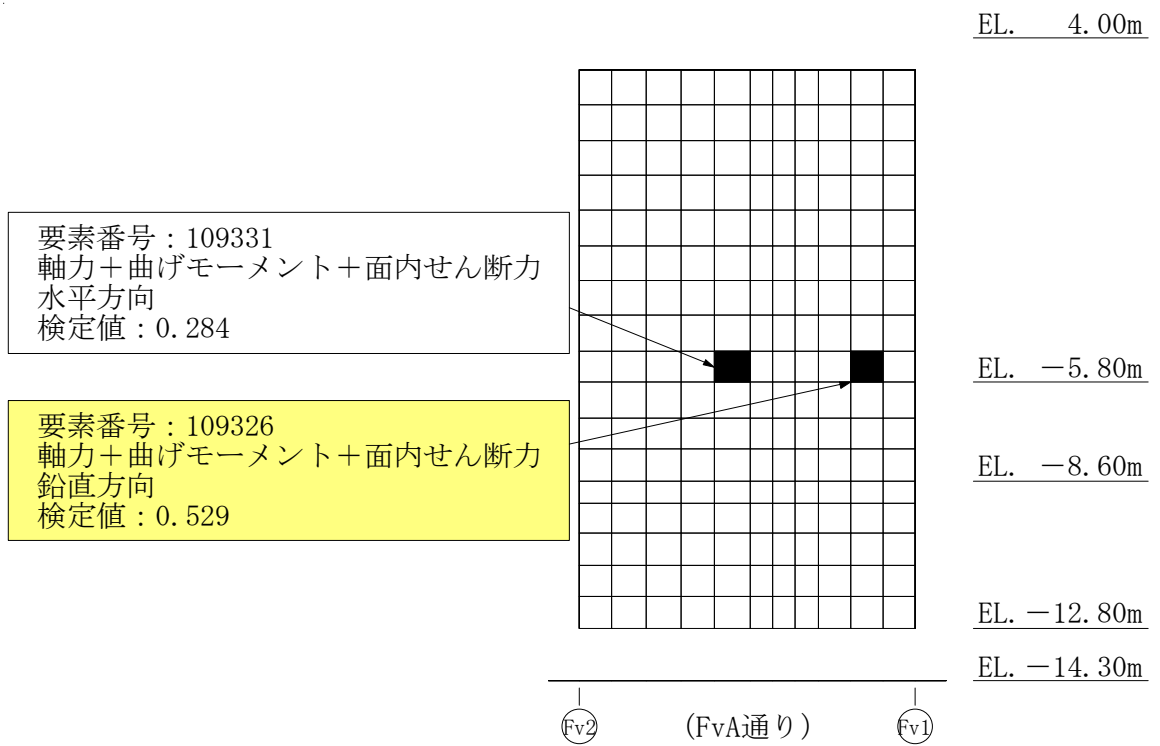 EL. 4.00m
要素番号：109331
軸力＋曲げモーメント＋面内せん断力
水平方向
検定値：0.284
EL. －5.80m
要素番号：109326
軸力＋曲げモーメント＋面内せん断力
鉛直方向
検定値：0.529
EL. －8.60m
EL. －12.80m
EL. －14.30m
Fv2 (FvA通り) Fv1